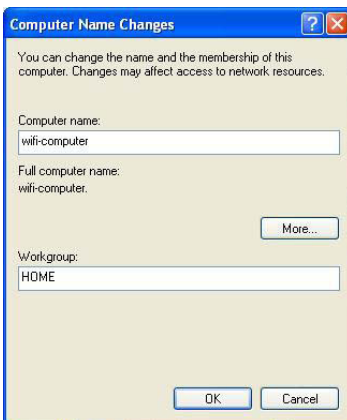 Computer Name Changes
You can change the name and the membership of this
computer. Changes may affect access to network resources.
Computer name:
wifi-computer
Full computer name:
wifi-computer.
More...
Workgroup:
HOME
OK Cancel